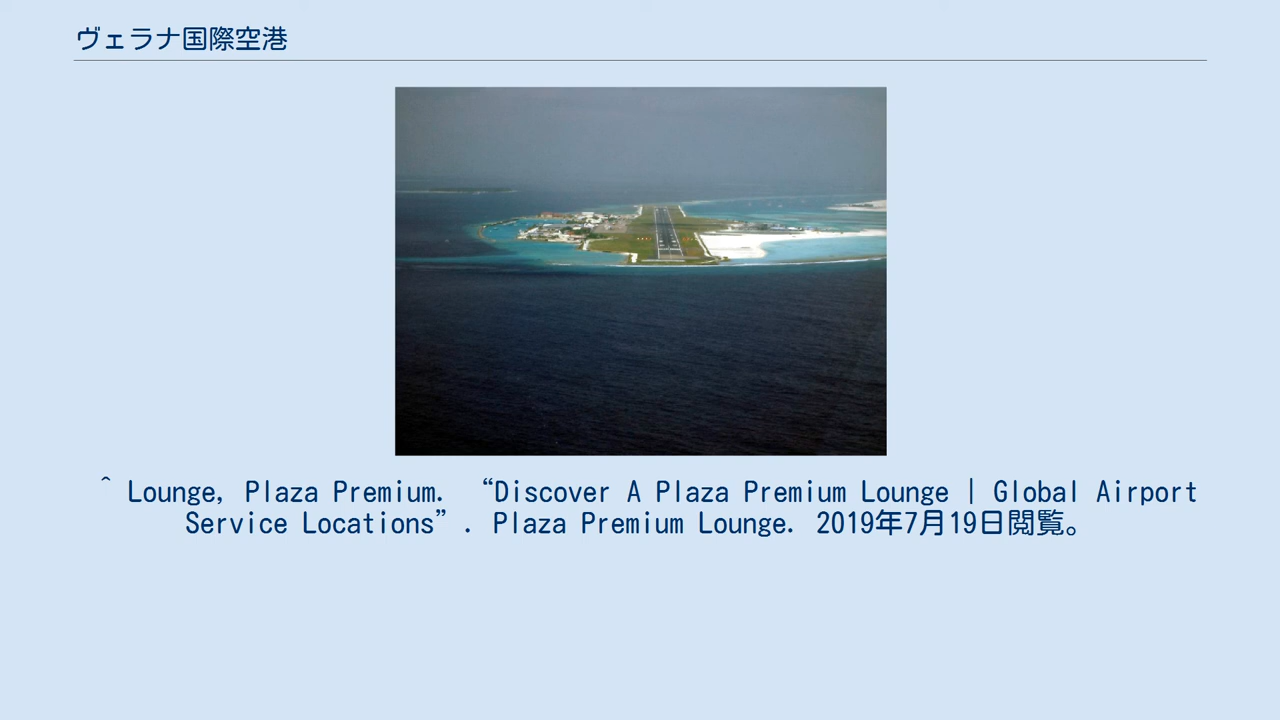 ヴェラナ国際空港
^ Lounge, Plaza Premium. “Discover A Plaza Premium Lounge | Global Airport
Service Locations”. Plaza Premium Lounge. 2019年7月19日閲覧。